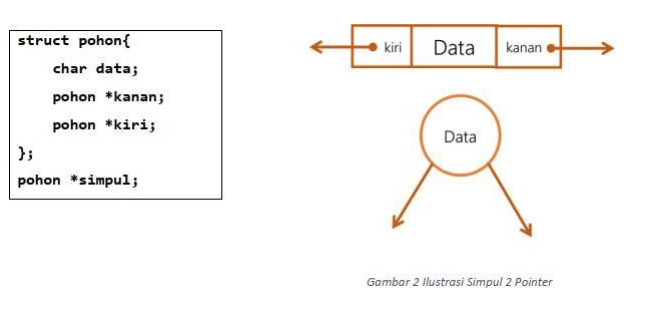 struct pohon{
char data;
pohon *kanan;
pohon *kiri;
};
pohon *simpul;
kiri Data kanan
Data
Gambar 2 Ilustrasi Simpul 2 Pointer